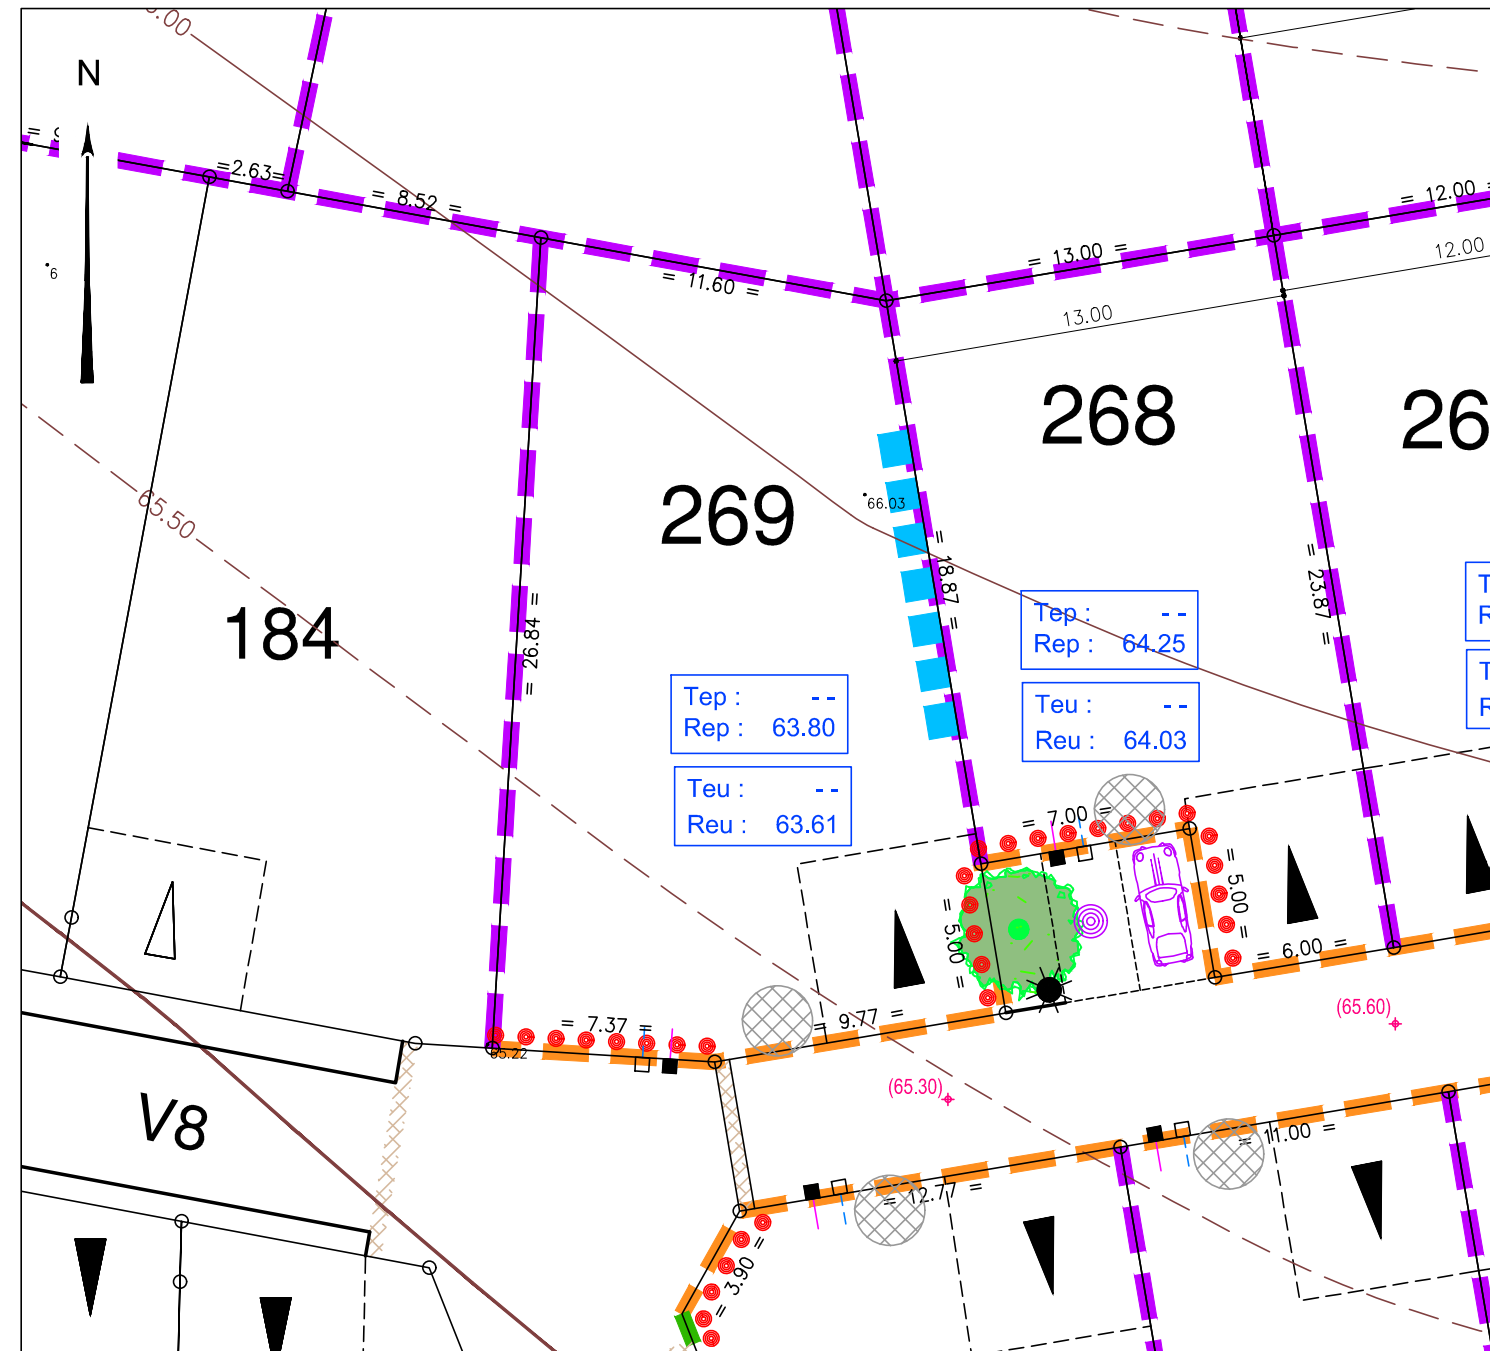 N
=2.63=
= 8.52 =
= 11.60 =
= 13.00 =
= 12.00
13.00
12.00
268
269
184
65.50
66.03
= 18.87 =
= 23.87 =
= 26.84 =
Tep : --
Rep : 64.25
Teu : --
Reu : 64.03
Tep : --
Rep : 63.80
Teu : --
Reu : 63.61
= 7.00 =
= 5.00 =
= 5.00 =
= 6.00 =
= 9.77 =
= 7.37 =
65.22
(65.60)
(65.30)
V8
= 11.00 =
= 12.77 =
= 3.90 =